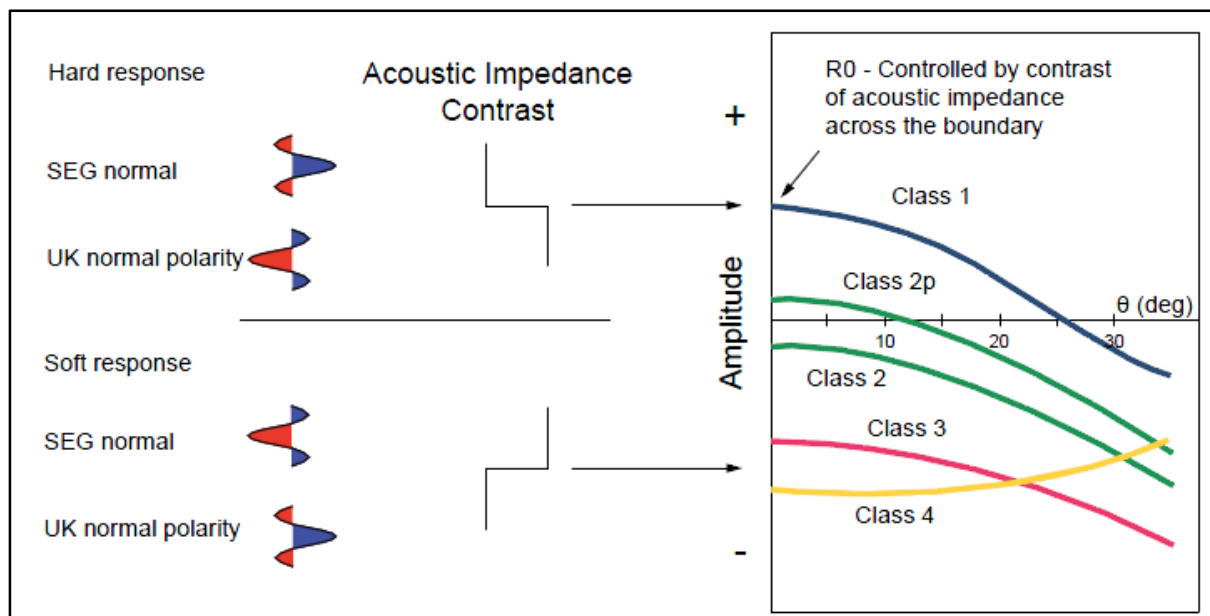 Hard response
SEG normal
UK normal polarity
Soft response
SEG normal
UK normal polarity
Acoustic Impedance
Contrast
+
Amplitude
-
R0 - Controlled by contrast
of acoustic impedance
across the boundary
Class 1
Class 2p
θ (deg)
10
20
30
Class 2
Class 3
Class 4